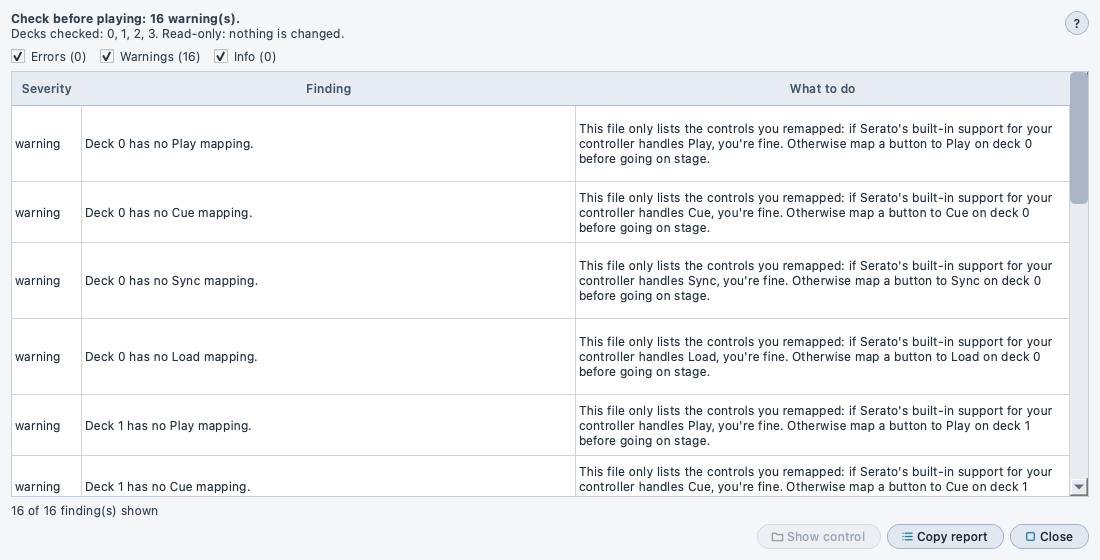 Check before playing: 16 warning(s).
Decks checked: 0, 1, 2, 3. Read-only: nothing is changed.
?
Errors (0) Warnings (16) Info (0)
Severity Finding What to do
This file only lists the controls you remapped: if Serato's built-in support for your
warning Deck 0 has no Play mapping. controller handles Play, you're fine. Otherwise map a button to Play on deck 0
before going on stage.
This file only lists the controls you remapped: if Serato's built-in support for your
warning Deck 0 has no Cue mapping. controller handles Cue, you're fine. Otherwise map a button to Cue on deck 0
before going on stage.
This file only lists the controls you remapped: if Serato's built-in support for your
warning Deck 0 has no Sync mapping. controller handles Sync, you're fine. Otherwise map a button to Sync on deck 0
before going on stage.
This file only lists the controls you remapped: if Serato's built-in support for your
warning Deck 0 has no Load mapping. controller handles Load, you're fine. Otherwise map a button to Load on deck 0
before going on stage.
This file only lists the controls you remapped: if Serato's built-in support for your
warning Deck 1 has no Play mapping. controller handles Play, you're fine. Otherwise map a button to Play on deck 1
before going on stage.
This file only lists the controls you remapped: if Serato's built-in support for your
warning Deck 1 has no Cue mapping. controller handles Cue, you're fine. Otherwise map a button to Cue on deck 1
16 of 16 finding(s) shown
Show control Copy report Close